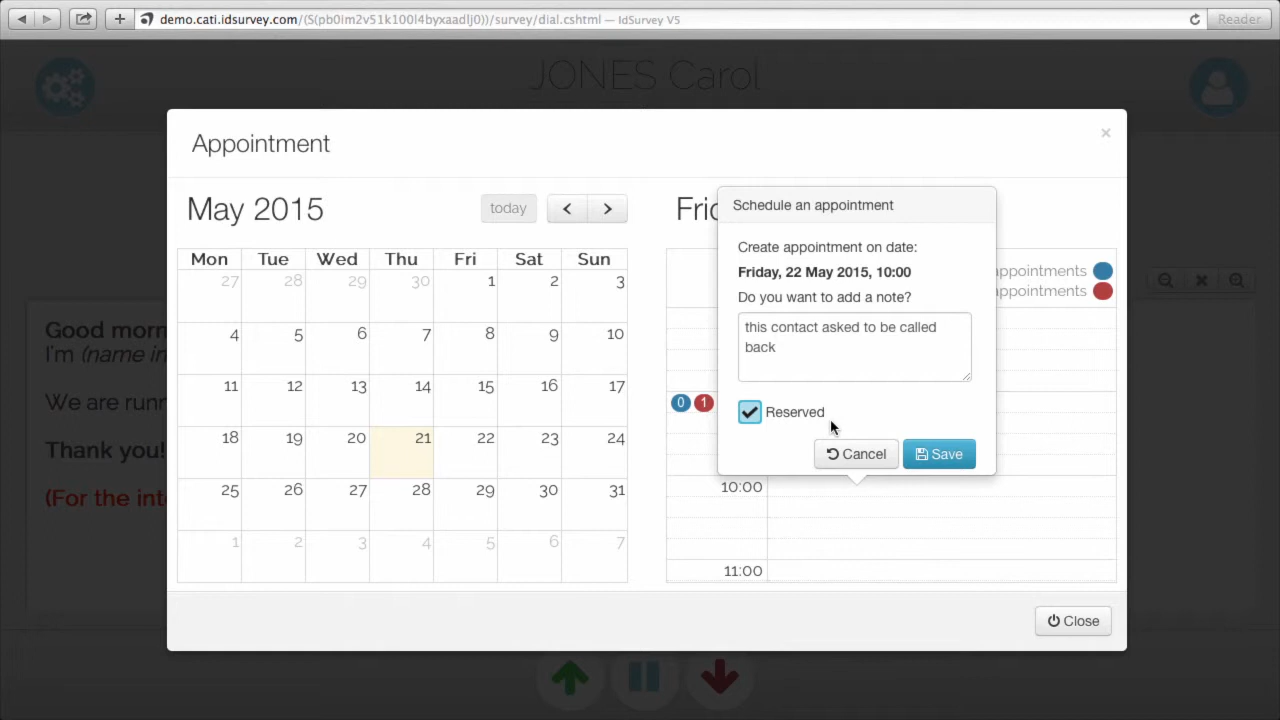 demo.cati.idsurvey.com/(S(pb0im2v51k100l4byxaadlj0))/survey/dial.cshtml — IdSurvey V5
Reader
JONES Carol
Appointment
×
May 2015
today
Mon Tue Wed Thu Fri Sat Sun
27 28 29 30 1 2 3
4 5 6 7 8 9 10
11 12 13 14 15 16 17
18 19 20 21 22 23 24
25 26 27 28 29 30 31
1 2 3 4 5 6 7
Schedule an appointment
Create appointment on date:
Friday, 22 May 2015, 10:00
Do you want to add a note?
this contact asked to be called
back
Reserved
Cancel Save
appointments
appointments
0 1
10:00
11:00
Good morn
I'm (name in
We are runn
Thank you!
(For the int
Close